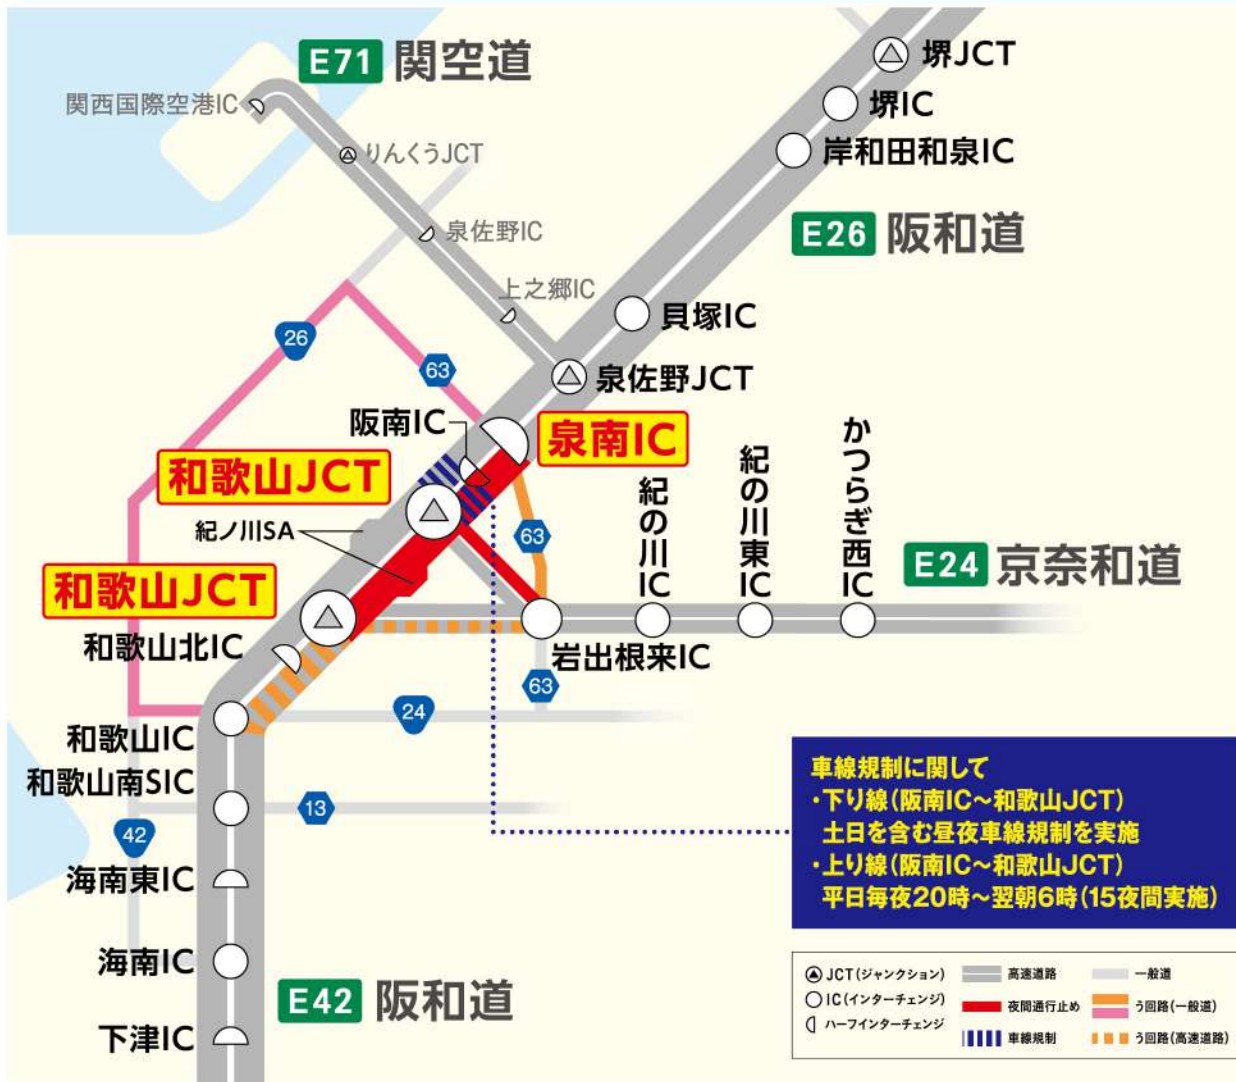 E71 関空道
関西国際空港IC
りんくうJCT
泉佐野IC
上之郷IC
堺JCT
堺IC
岸和田和泉IC
E26 阪和道
貝塚IC
泉佐野JCT
26
63
阪南IC
泉南IC
和歌山JCT
紀ノ川SA
63
紀の川IC
紀の川東IC
かつらぎ西IC
E24 京奈和道
和歌山JCT
和歌山北IC
岩出根来IC
63
24
和歌山IC
和歌山南SIC
13
42
海南東IC
海南IC
E42 阪和道
下津IC
車線規制に関して
・下り線(阪南IC〜和歌山JCT)
土日を含む昼夜車線規制を実施
・上り線(阪南IC〜和歌山JCT)
平日毎夜20時〜翌朝6時(15夜間実施)
JCT(ジャンクション) 高速道路 一般道
IC(インターチェンジ) 夜間通行止め う回路(一般道)
ハーフインターチェンジ 車線規制 う回路(高速道路)